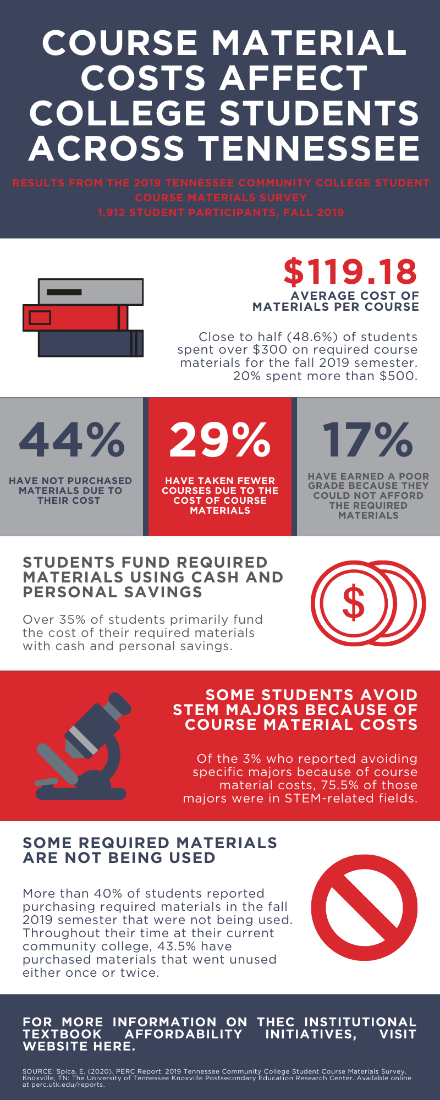 COURSE MATERIAL
COSTS AFFECT
COLLEGE STUDENTS
ACROSS TENNESSEE
RESULTS FROM THE 2019 TENNESSEE COMMUNITY COLLEGE STUDENT
COURSE MATERIALS SURVEY
1,912 STUDENT PARTICIPANTS, FALL 2019
$119.18
AVERAGE COST OF
MATERIALS PER COURSE
Close to half (48.6%) of students
spent over $300 on required course
materials for the fall 2019 semester.
20% spent more than $500.
44%
HAVE NOT PURCHASED
MATERIALS DUE TO
THEIR COST
29%
HAVE TAKEN FEWER
COURSES DUE TO THE
COST OF COURSE
MATERIALS
17%
HAVE EARNED A POOR
GRADE BECAUSE THEY
COULD NOT AFFORD
THE REQUIRED
MATERIALS
STUDENTS FUND REQUIRED
MATERIALS USING CASH AND
PERSONAL SAVINGS
Over 35% of students primarily fund
the cost of their required materials
with cash and personal savings.
$
SOME STUDENTS AVOID
STEM MAJORS BECAUSE OF
COURSE MATERIAL COSTS
Of the 3% who reported avoiding
specific majors because of course
material costs, 75.5% of those
majors were in STEM-related fields.
SOME REQUIRED MATERIALS
ARE NOT BEING USED
More than 40% of students reported
purchasing required materials in the fall
2019 semester that were not being used.
Throughout their time at their current
community college, 43.5% have
purchased materials that went unused
either once or twice.
FOR MORE INFORMATION ON THEC INSTITUTIONAL
TEXTBOOK AFFORDABILITY INITIATIVES, VISIT
WEBSITE HERE.
SOURCE: Spica, E. (2020). PERC Report: 2019 Tennessee Community College Student Course Materials Survey.
Knoxville, TN: The University of Tennessee Knoxville Postsecondary Education Research Center. Available online
at perc.utk.edu/reports.